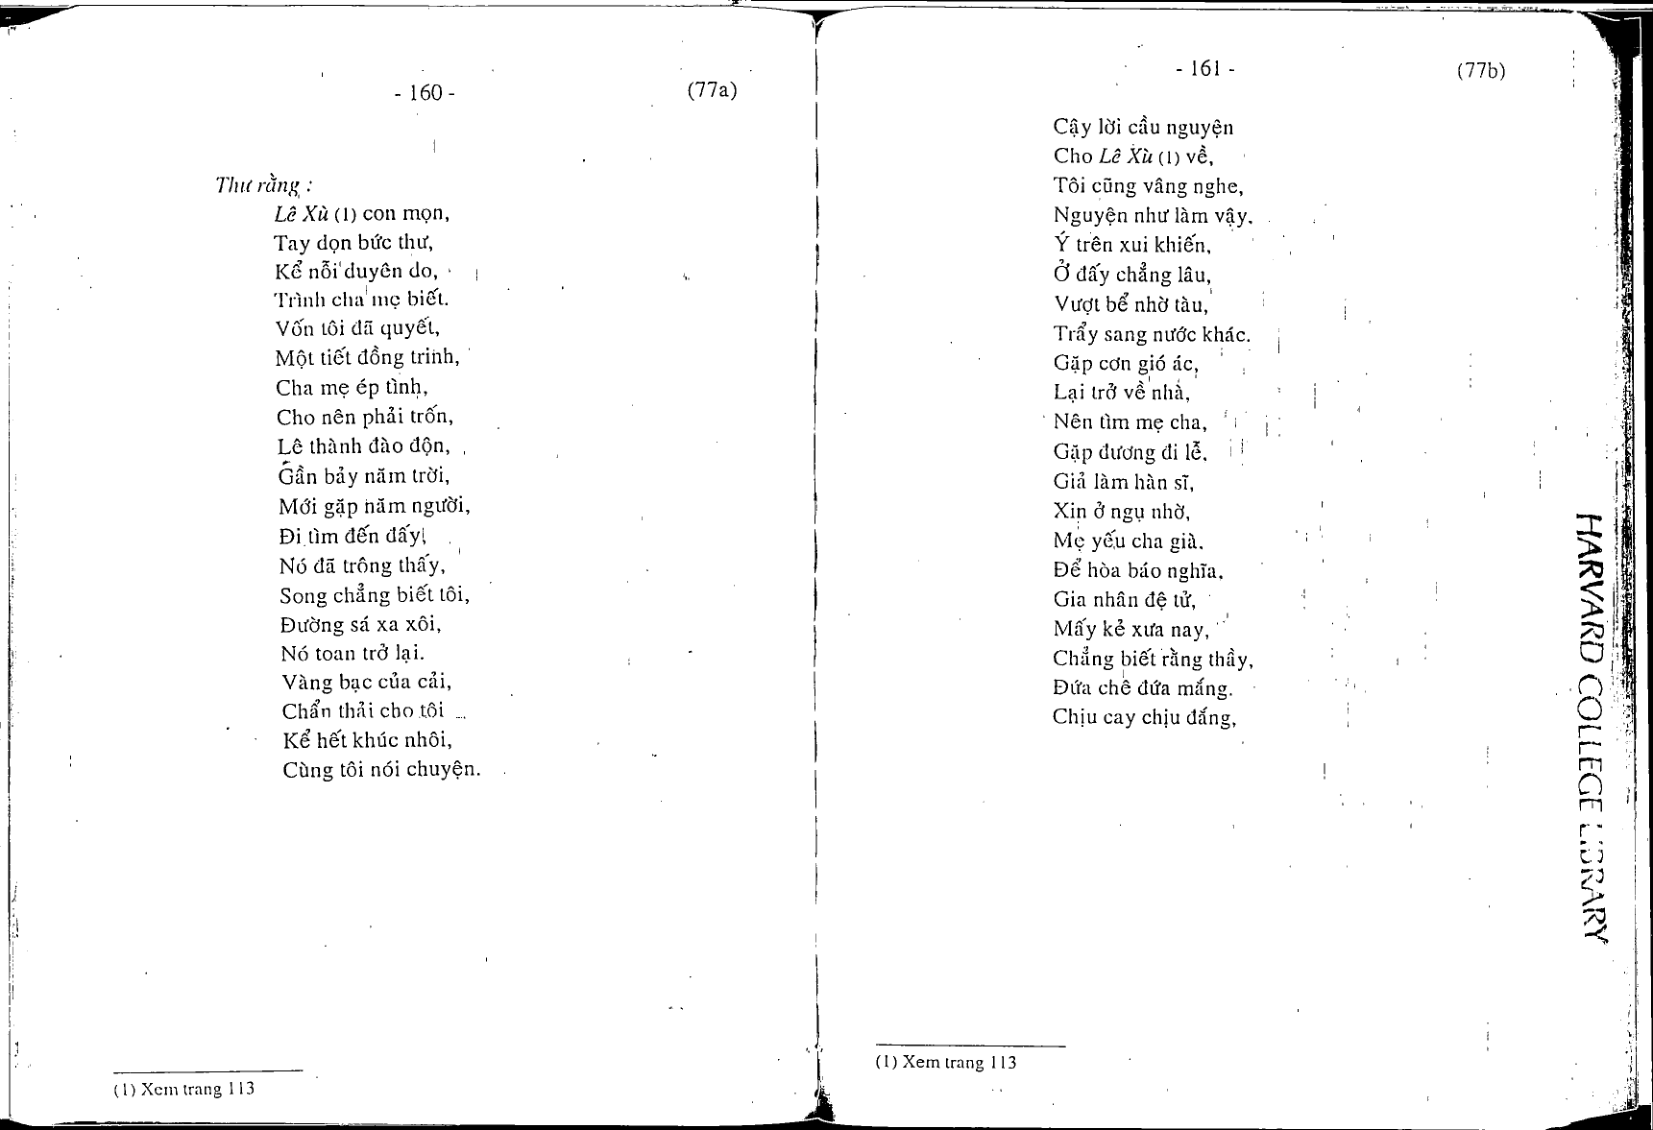 - 160 -
(77a)
Thư rằng :
Lê Xù (1) con mọn,
Tay dọn bức thư,
Kể nỗi duyên do,
Trình cha mẹ biết.
Vốn tôi đã quyết,
Một tiết đồng trinh,
Cha mẹ ép tình,
Cho nên phải trốn,
Lê thành đào độn,
Gần bảy năm trời,
Mới gặp năm người,
Đi tìm đến đấy,
Nó đã trông thấy,
Song chẳng biết tôi,
Đường sá xa xôi,
Nó toan trở lại.
Vàng bạc của cải,
Chẩn thải cho tôi
Kể hết khúc nhôi,
Cùng tôi nói chuyện.
(1) Xem trang 113
- 161 -
(77b)
Cậy lời cầu nguyện
Cho Lê Xù (1) về,
Tôi cũng vâng nghe,
Nguyện như làm vậy.
Ý trên xui khiến,
Ở đấy chẳng lâu,
Vượt bể nhờ tàu,
Trẩy sang nước khác.
Gặp cơn gió ác,
Lại trở về nhà,
Nên tìm mẹ cha,
Gặp đương đi lễ.
Giả làm hàn sĩ,
Xin ở ngụ nhờ,
Mẹ yếu cha già.
Để hòa báo nghĩa.
Gia nhân đệ tử,
Mấy kẻ xưa nay,
Chẳng biết rằng thầy,
Đứa chê đứa mắng.
Chịu cay chịu đắng,
(1) Xem trang 113
HARVARD COLLEGE LIBRARY